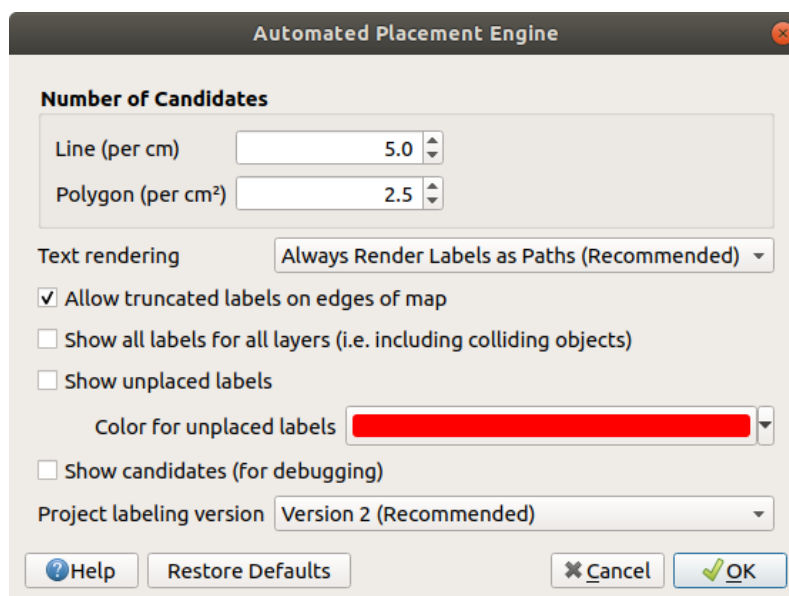 Automated Placement Engine
Number of Candidates
Line (per cm) 5.0
Polygon (per cm²) 2.5
Text rendering Always Render Labels as Paths (Recommended)
Allow truncated labels on edges of map
Show all labels for all layers (i.e. including colliding objects)
Show unplaced labels
Color for unplaced labels
Show candidates (for debugging)
Project labeling version Version 2 (Recommended)
Help Restore Defaults Cancel OK